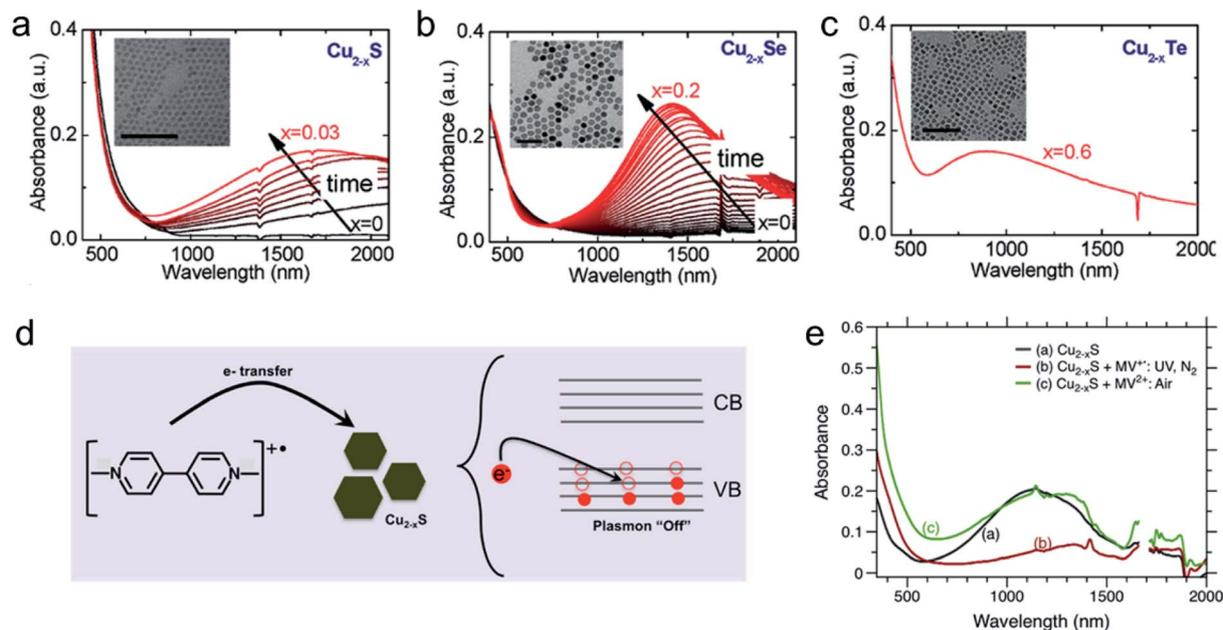 a
Cu2-xS
Absorbance (a.u.)
0.4
0.2
0.0
x=0.03
time
x=0
500 1000 1500 2000
Wavelength (nm)
b
Cu2-xSe
Absorbance (a.u.)
0.4
0.2
0.0
x=0.2
time
x=0
500 1000 1500 2000
Wavelength (nm)
c
Cu2-xTe
Absorbance (a.u.)
0.4
0.2
0.0
x=0.6
500 1000 1500 2000
Wavelength (nm)
d
e- transfer
N
N
+•
Cu2-xS
e-
CB
VB
Plasmon “Off”
e
Absorbance
0.6
0.5
0.4
0.3
0.2
0.1
0
(a) Cu2-xS
(b) Cu2-xS + MV+•: UV, N2
(c) Cu2-xS + MV2+: Air
(c)
(a)
(b)
500 1000 1500 2000
Wavelength (nm)